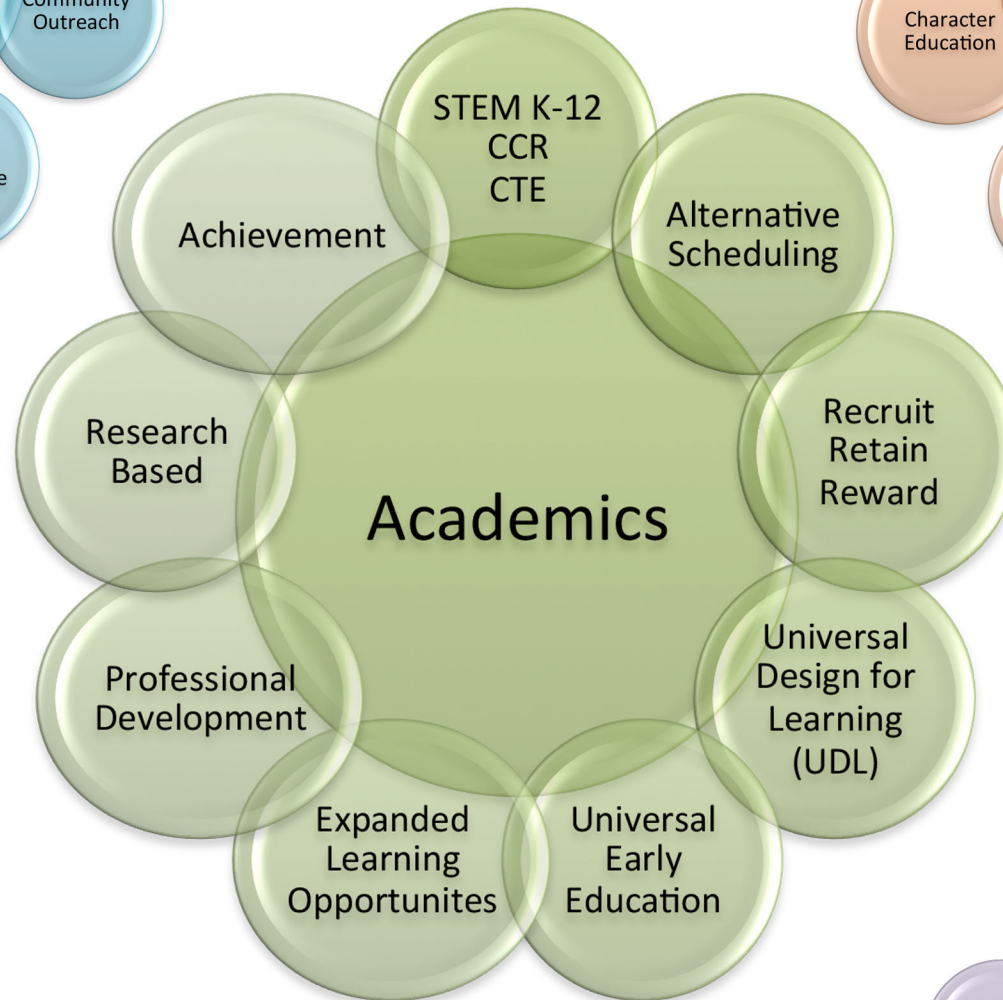 Community
Outreach
Character
Education
e
STEM K-12
CCR
CTE
Alternative
Scheduling
Achievement
Recruit
Retain
Reward
Research
Based
Academics
Universal
Design for
Learning
(UDL)
Professional
Development
Expanded
Learning
Opportunites
Universal
Early
Education